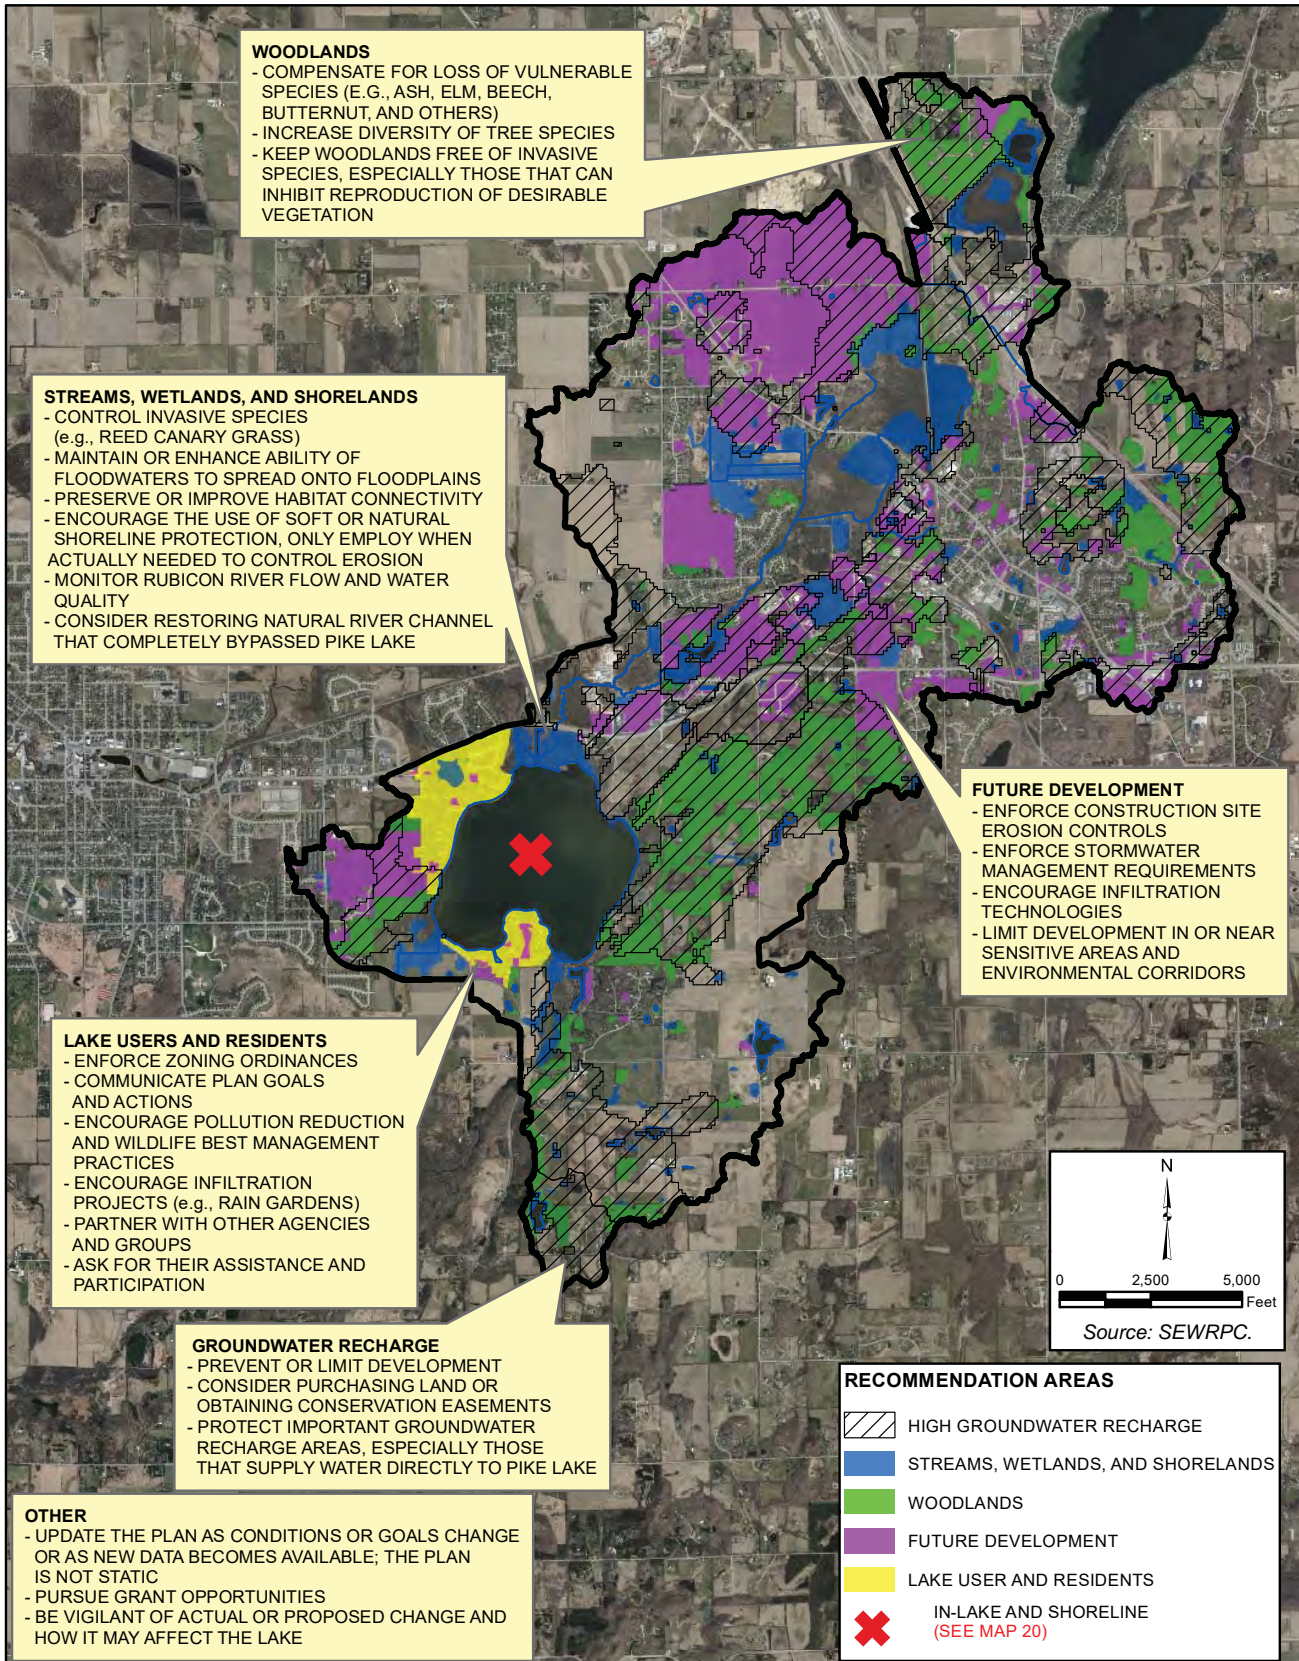 WOODLANDS
- COMPENSATE FOR LOSS OF VULNERABLE
SPECIES (E.G., ASH, ELM, BEECH,
BUTTERNUT, AND OTHERS)
- INCREASE DIVERSITY OF TREE SPECIES
- KEEP WOODLANDS FREE OF INVASIVE
SPECIES, ESPECIALLY THOSE THAT CAN
INHIBIT REPRODUCTION OF DESIRABLE
VEGETATION
STREAMS, WETLANDS, AND SHORELANDS
- CONTROL INVASIVE SPECIES
(e.g., REED CANARY GRASS)
- MAINTAIN OR ENHANCE ABILITY OF
FLOODWATERS TO SPREAD ONTO FLOODPLAINS
- PRESERVE OR IMPROVE HABITAT CONNECTIVITY
- ENCOURAGE THE USE OF SOFT OR NATURAL
SHORELINE PROTECTION, ONLY EMPLOY WHEN
ACTUALLY NEEDED TO CONTROL EROSION
- MONITOR RUBICON RIVER FLOW AND WATER
QUALITY
- CONSIDER RESTORING NATURAL RIVER CHANNEL
THAT COMPLETELY BYPASSED PIKE LAKE
FUTURE DEVELOPMENT
- ENFORCE CONSTRUCTION SITE
EROSION CONTROLS
- ENFORCE STORMWATER
MANAGEMENT REQUIREMENTS
- ENCOURAGE INFILTRATION
TECHNOLOGIES
- LIMIT DEVELOPMENT IN OR NEAR
SENSITIVE AREAS AND
ENVIRONMENTAL CORRIDORS
LAKE USERS AND RESIDENTS
- ENFORCE ZONING ORDINANCES
- COMMUNICATE PLAN GOALS
AND ACTIONS
- ENCOURAGE POLLUTION REDUCTION
AND WILDLIFE BEST MANAGEMENT
PRACTICES
- ENCOURAGE INFILTRATION
PROJECTS (e.g., RAIN GARDENS)
- PARTNER WITH OTHER AGENCIES
AND GROUPS
- ASK FOR THEIR ASSISTANCE AND
PARTICIPATION
GROUNDWATER RECHARGE
- PREVENT OR LIMIT DEVELOPMENT
- CONSIDER PURCHASING LAND OR
OBTAINING CONSERVATION EASEMENTS
- PROTECT IMPORTANT GROUNDWATER
RECHARGE AREAS, ESPECIALLY THOSE
THAT SUPPLY WATER DIRECTLY TO PIKE LAKE
OTHER
- UPDATE THE PLAN AS CONDITIONS OR GOALS CHANGE
OR AS NEW DATA BECOMES AVAILABLE; THE PLAN
IS NOT STATIC
- PURSUE GRANT OPPORTUNITIES
- BE VIGILANT OF ACTUAL OR PROPOSED CHANGE AND
HOW IT MAY AFFECT THE LAKE
N
0 2,500 5,000
Feet
Source: SEWRPC.
RECOMMENDATION AREAS
HIGH GROUNDWATER RECHARGE
STREAMS, WETLANDS, AND SHORELANDS
WOODLANDS
FUTURE DEVELOPMENT
LAKE USER AND RESIDENTS
IN-LAKE AND SHORELINE
(SEE MAP 20)